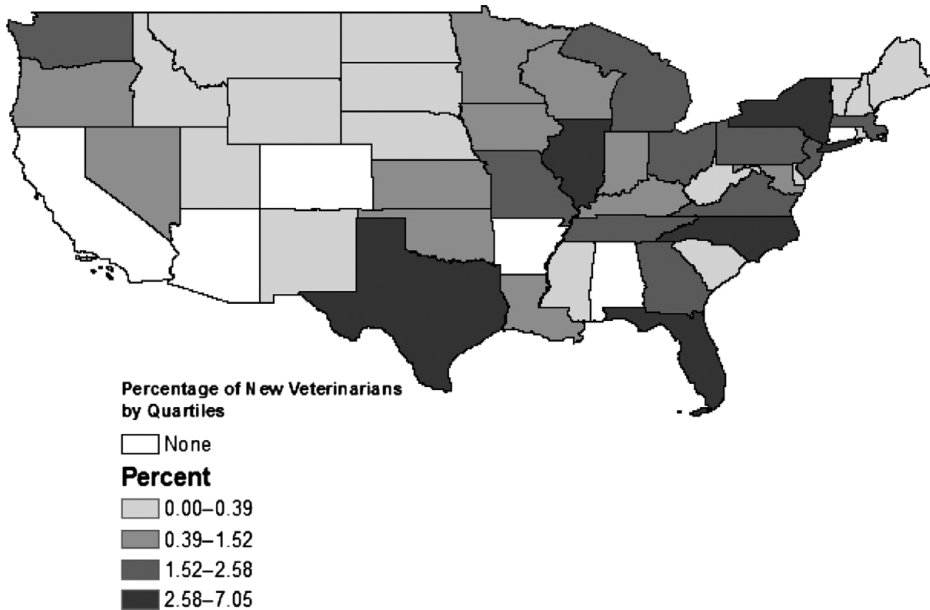 Percentage of New Veterinarians
by Quartiles
None
Percent
0.00–0.39
0.39–1.52
1.52–2.58
2.58–7.05